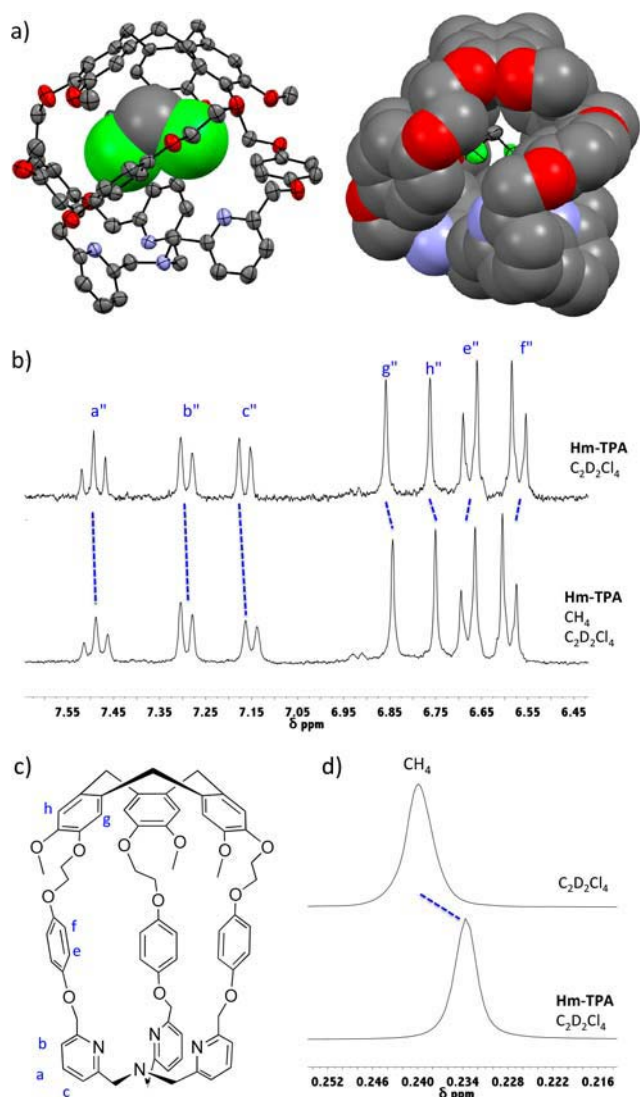 a)
b)
a"
b"
c"
g"
h"
e"
f"
Hm-TPA
C2D2Cl4
Hm-TPA
CH4
C2D2Cl4
7.55 7.45 7.35 7.25 7.15 7.05 6.95 6.85 6.75 6.65 6.55 6.45
δ ppm
c)
h
g
O O O
O O O
O O O
f
e
O O O
b
a
c
N N N
N
d)
CH4
C2D2Cl4
Hm-TPA
C2D2Cl4
0.252 0.246 0.240 0.234 0.228 0.222 0.216
δ ppm